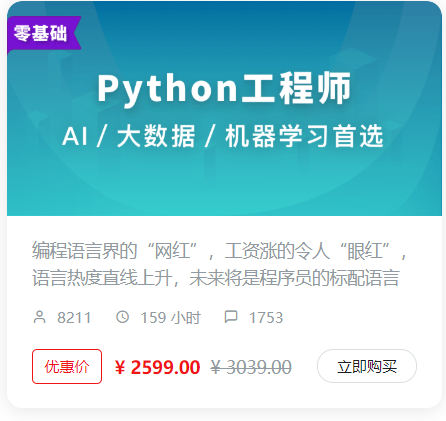 零基础
Python工程师
AI / 大数据 / 机器学习首选
编程语言界的“网红”，工资涨的令人“眼红”，
语言热度直线上升，未来将是程序员的标配语言
8211 159 小时 1753
优惠价 ¥ 2599.00 ¥ 3039.00 立即购买